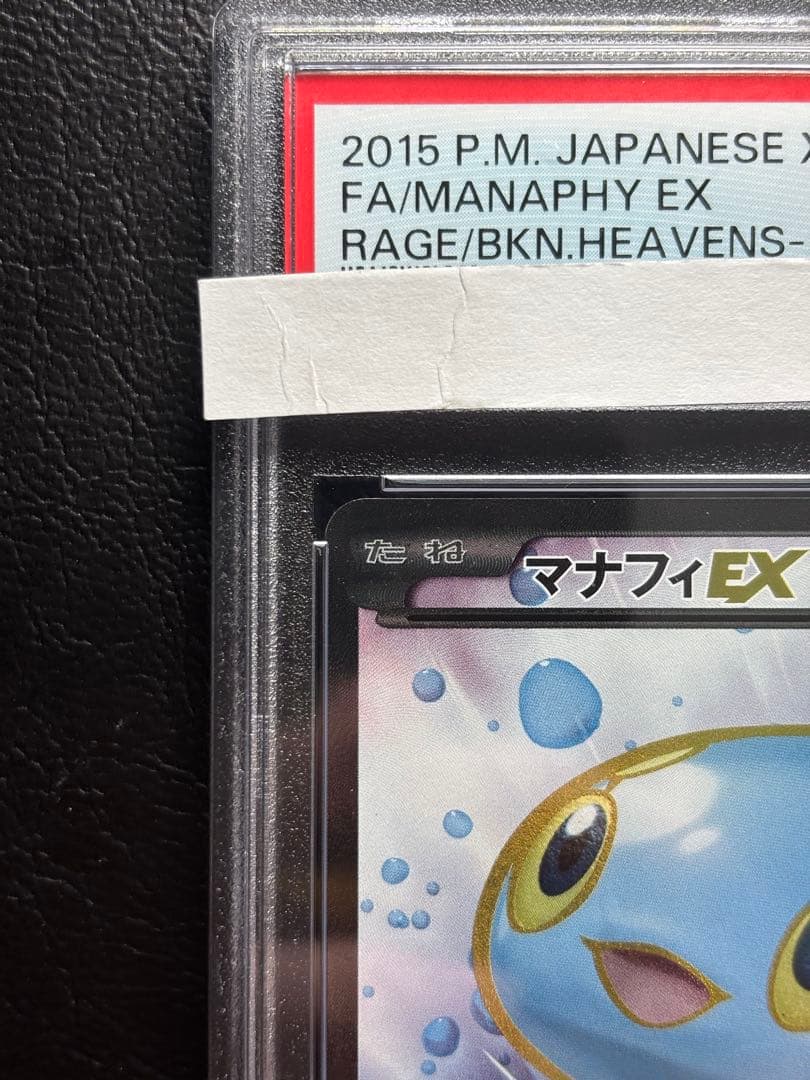 2015 P.M. JAPANESE
FA/MANAPHY EX
RAGE/BKN.HEAVENS-
たね マナフィEX